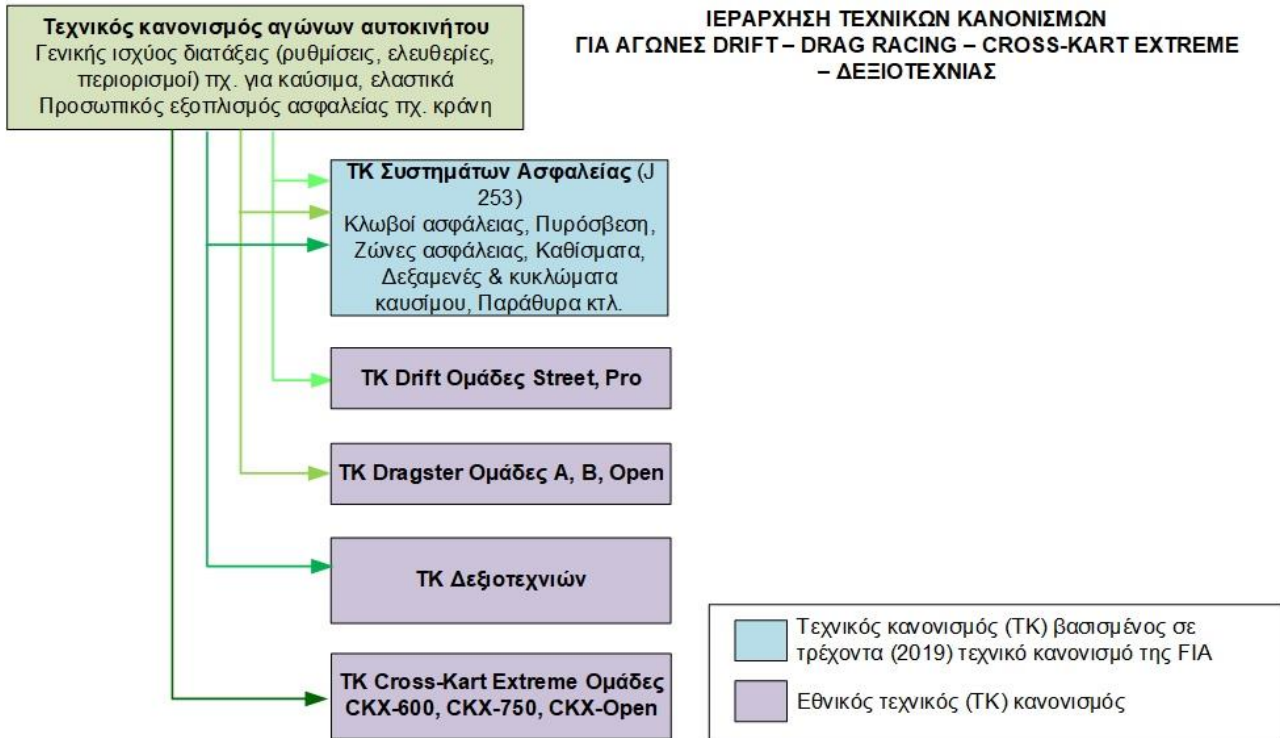 Τεχνικός κανονισμός αγώνων αυτοκινήτου
Γενικής ισχύος διατάξεις (ρυθμίσεις, ελευθερίες,
περιορισμοί) πχ. για καύσιμα, ελαστικά
Προσωπικός εξοπλισμός ασφαλείας πχ. κράνη
ΙΕΡΑΡΧΗΣΗ ΤΕΧΝΙΚΩΝ ΚΑΝΟΝΙΣΜΩΝ
ΓΙΑ ΑΓΩΝΕΣ DRIFT – DRAG RACING – CROSS-KART EXTREME
– ΔΕΞΙΟΤΕΧΝΙΑΣ
ΤΚ Συστημάτων Ασφαλείας (J
253)
Κλωβοί ασφάλειας, Πυρόσβεση,
Ζώνες ασφάλειας, Καθίσματα,
Δεξαμενές & κυκλώματα
καυσίμου, Παράθυρα κτλ.
ΤΚ Drift Ομάδες Street, Pro
ΤΚ Dragster Ομάδες A, B, Open
ΤΚ Δεξιοτεχνιών
ΤΚ Cross-Kart Extreme Ομάδες
CKX-600, CKX-750, CKX-Open
Τεχνικός κανονισμός (ΤΚ) βασισμένος σε
τρέχοντα (2019) τεχνικό κανονισμό της FIA
Εθνικός τεχνικός (ΤΚ) κανονισμός